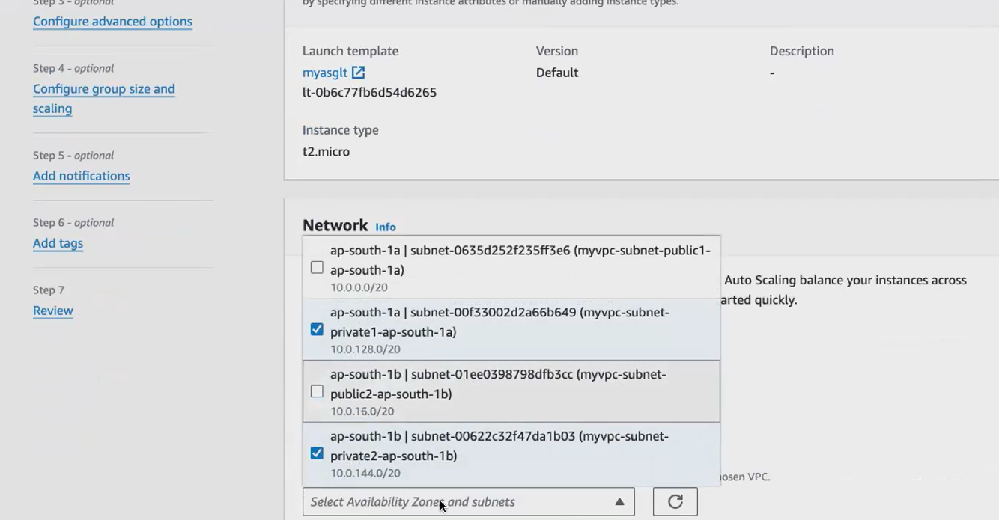 Step 3 - optional
Configure advanced options
Step 4 - optional
Configure group size and
scaling
Step 5 - optional
Add notifications
Step 6 - optional
Add tags
Step 7
Review
by specifying different instance attributes or manually adding instance types.
Launch template
myasglt
lt-0b6c77fb6d54d6265
Version
Default
Description
-
Instance type
t2.micro
Network Info
ap-south-1a | subnet-0635d252f235ff3e6 (myvpc-subnet-public1-
ap-south-1a)
10.0.0.0/20
ap-south-1a | subnet-00f33002d2a66b649 (myvpc-subnet-
private1-ap-south-1a)
10.0.128.0/20
ap-south-1b | subnet-01ee0398798dfb3cc (myvpc-subnet-
public2-ap-south-1b)
10.0.16.0/20
ap-south-1b | subnet-00622c32f47da1b03 (myvpc-subnet-
private2-ap-south-1b)
10.0.144.0/20
Auto Scaling balance your instances across
arted quickly.
osen VPC.
Select Availability Zones and subnets